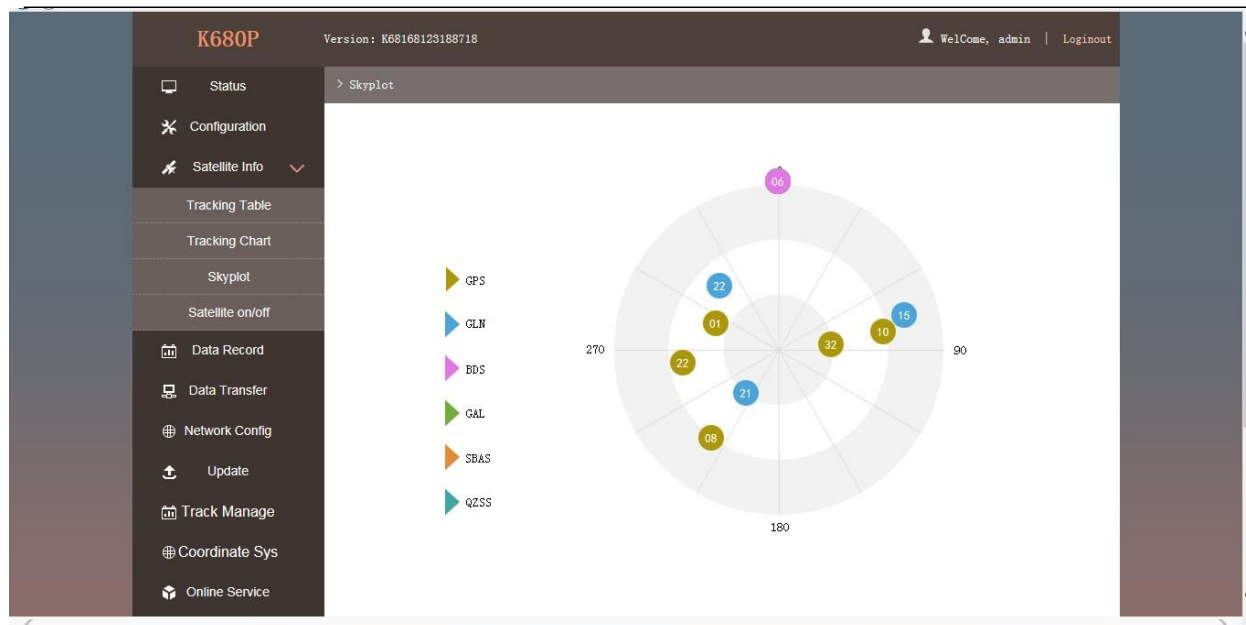 K680P
Version: K68168123188718
WelCome, admin | Loginout
Status
Configuration
Satellite Info
Tracking Table
Tracking Chart
Skyplot
Satellite on/off
Data Record
Data Transfer
Network Config
Update
Track Manage
Coordinate Sys
Online Service
> Skyplot
GPS
GLN
BDS
GAL
SBAS
QZSS
06
22
15
01
10
32
270
90
22
21
08
180